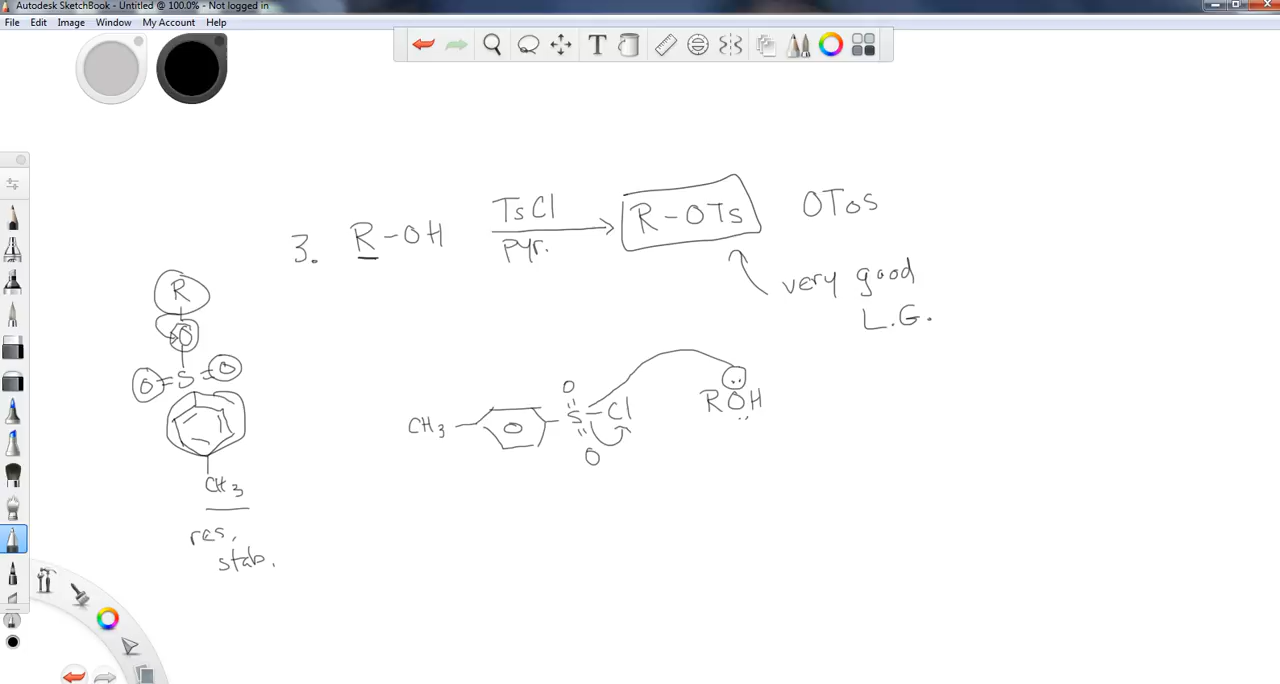 Autodesk SketchBook - Untitled @ 100.0% - Not logged in
File Edit Image Window My Account Help
TsCl
3. R-OH R-OTs OTos
pyr.
very good
L.G.
R
O
O=S=O
CH3
res.
stab.
O
CH3 S-Cl ROH
O